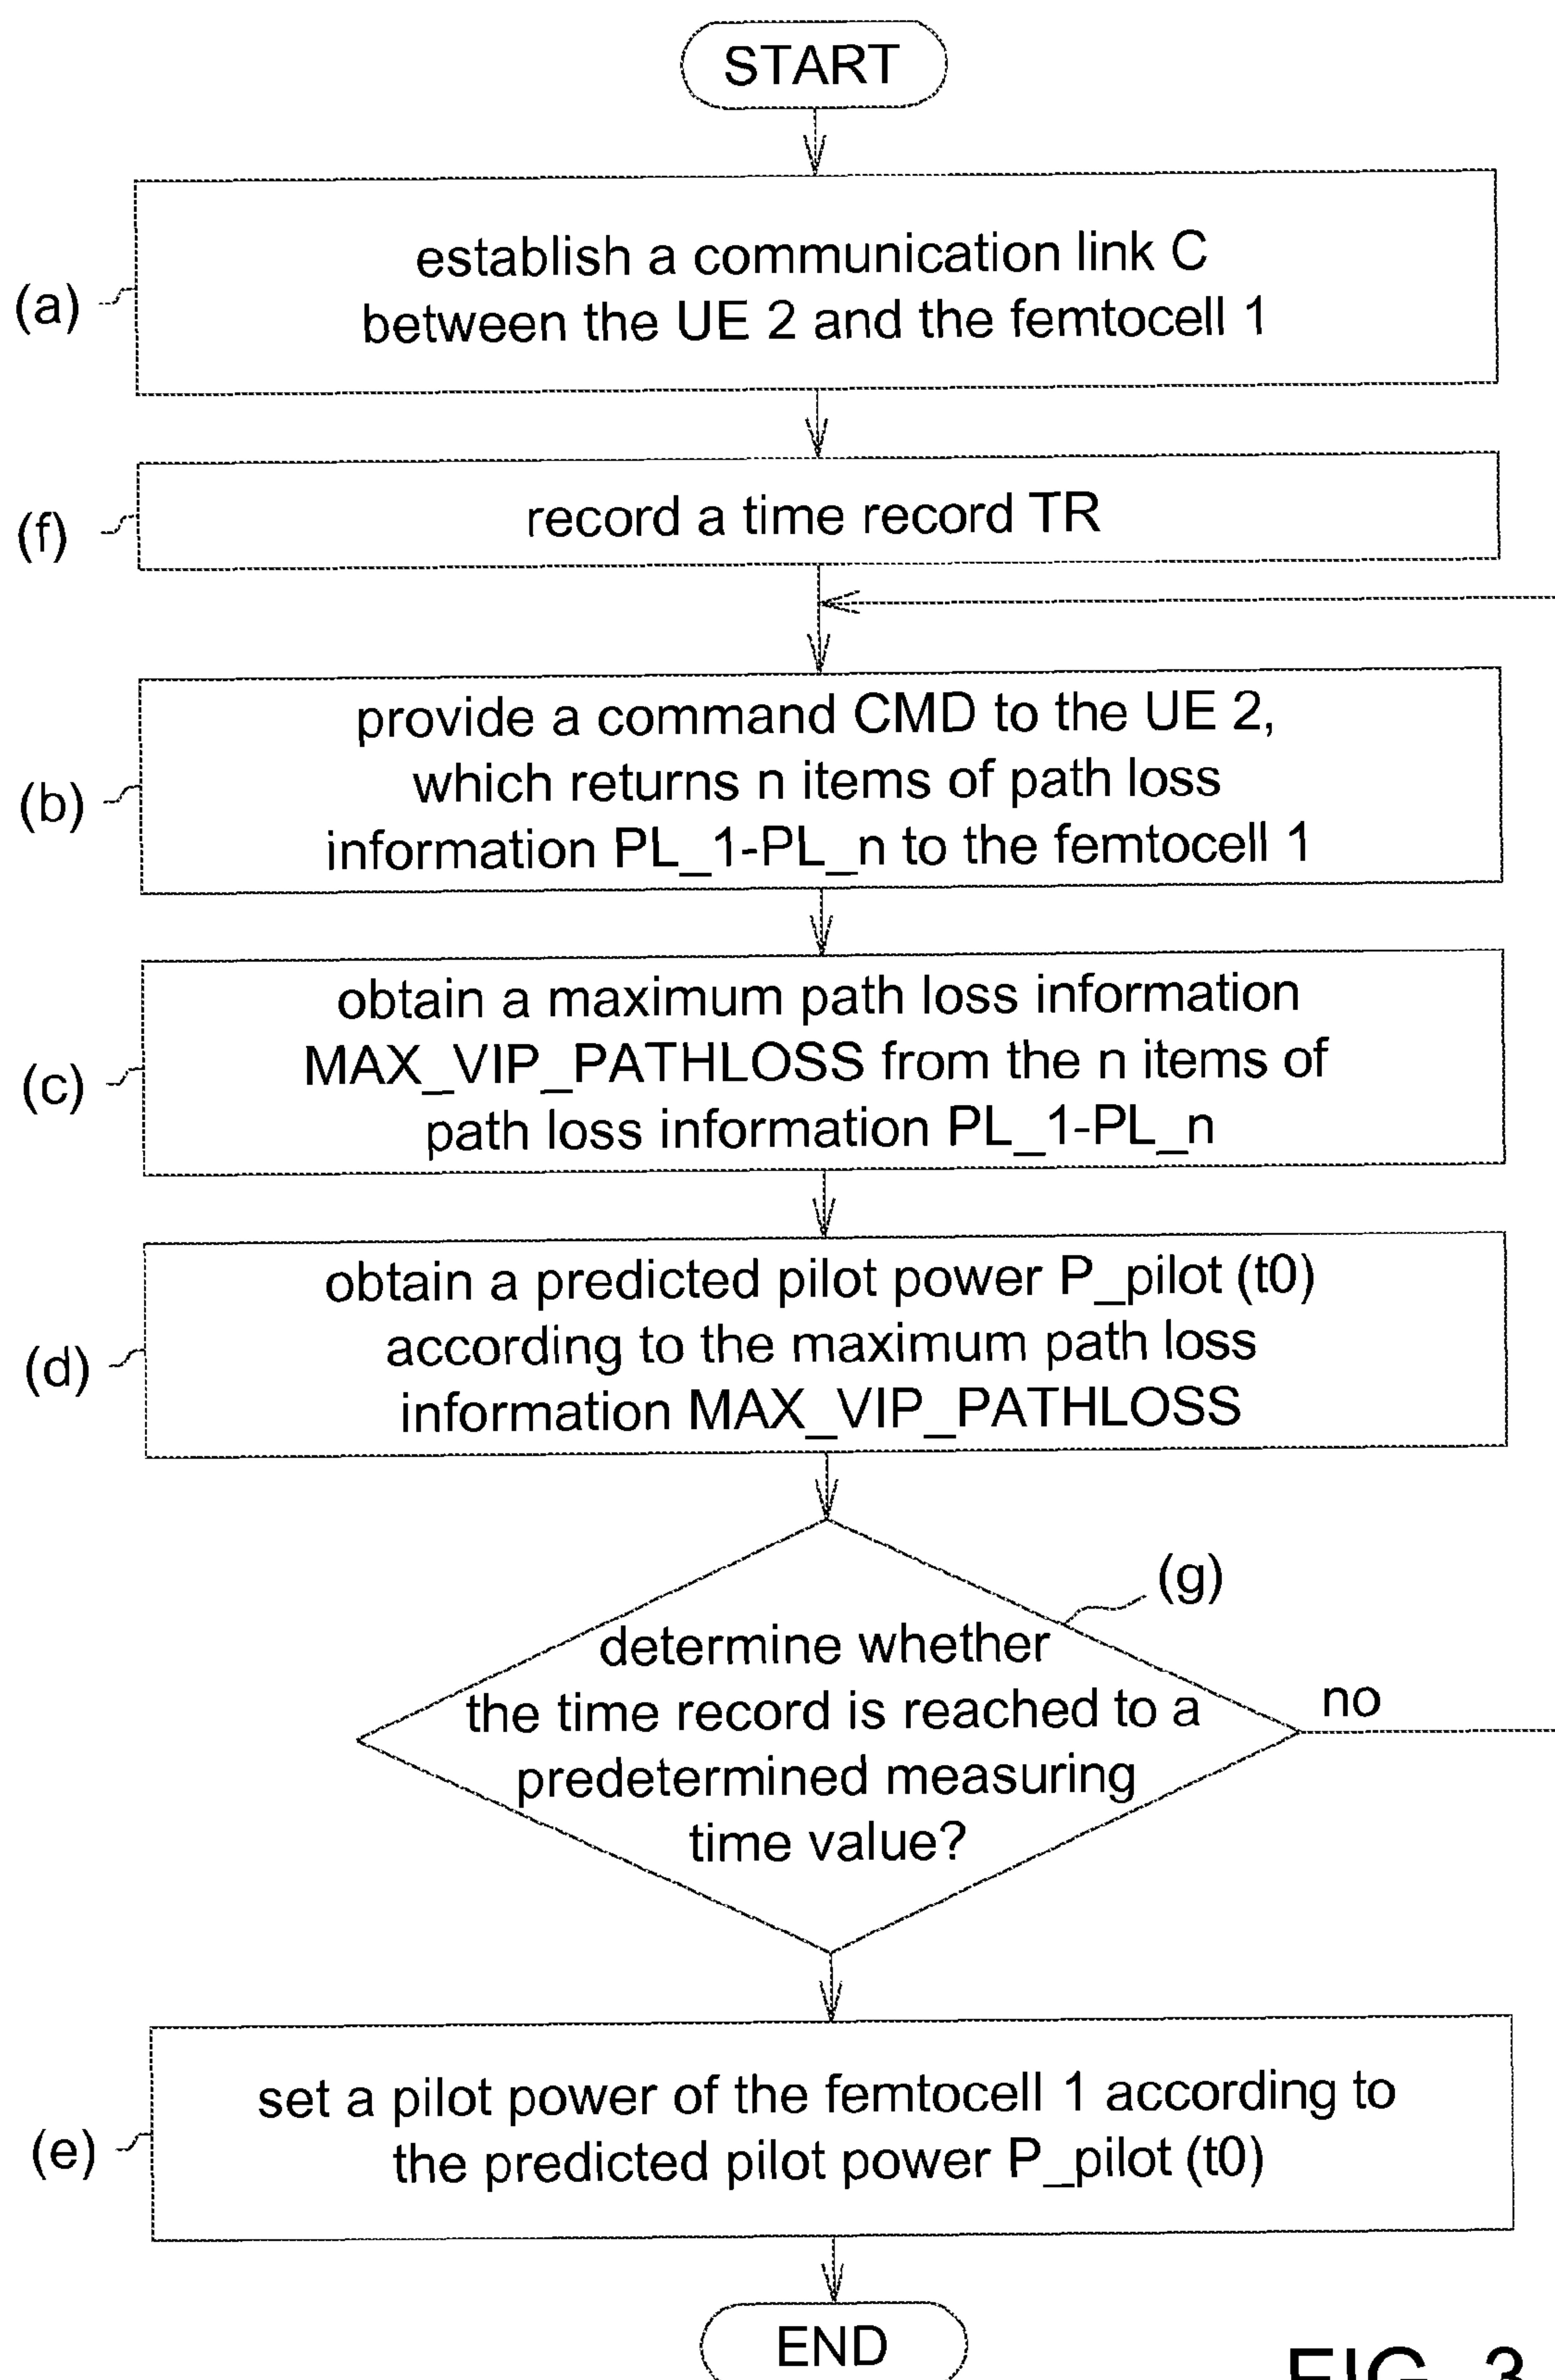 START
(a)
establish a communication link C
between the UE 2 and the femtocell 1
(f)
record a time record TR
(b)
provide a command CMD to the UE 2,
which returns n items of path loss
information PL_1-PL_n to the femtocell 1
(c)
obtain a maximum path loss information
MAX_VIP_PATHLOSS from the n items of
path loss information PL_1-PL_n
(d)
obtain a predicted pilot power P_pilot (t0)
according to the maximum path loss
information MAX_VIP_PATHLOSS
(g)
determine whether
the time record is reached to a
predetermined measuring
time value?
no
(e)
set a pilot power of the femtocell 1 according to
the predicted pilot power P_pilot (t0)
END
FIG. 3